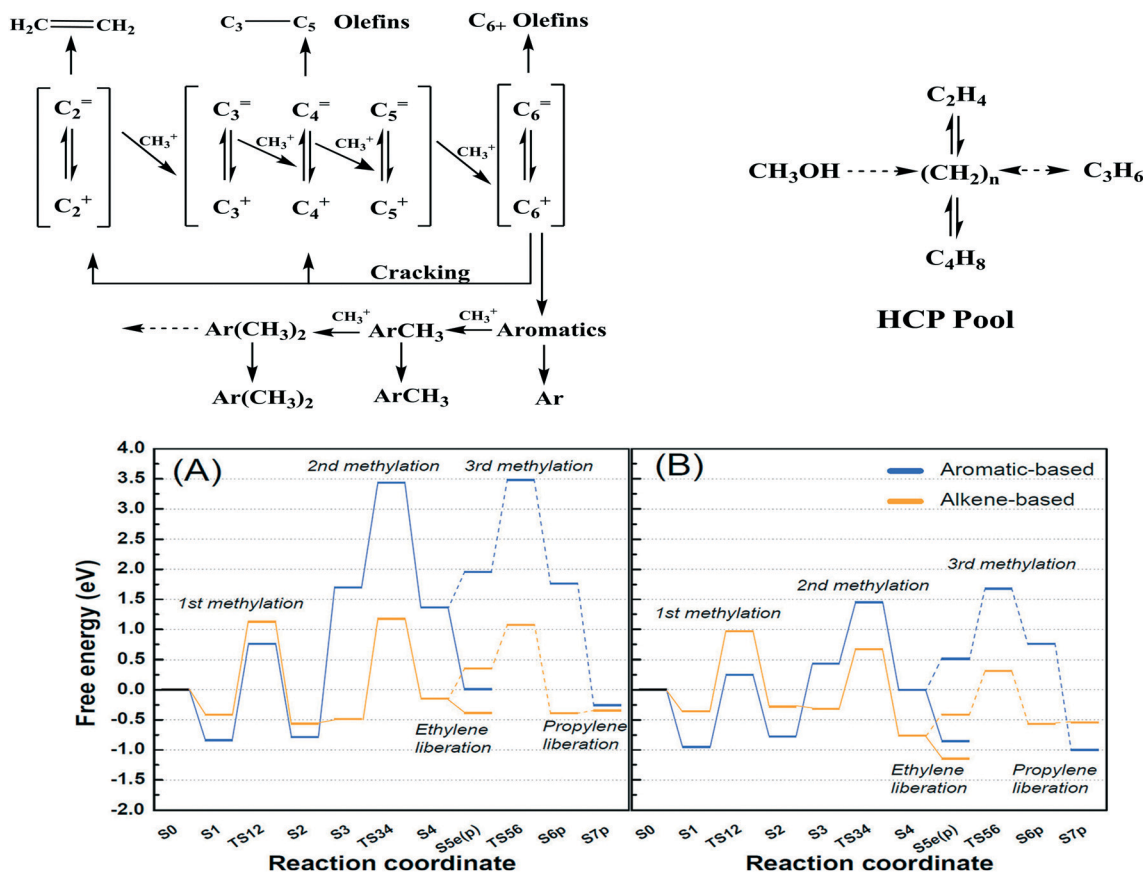 H₂C═CH₂
C₃—C₅ Olefins
C₆₊ Olefins
C₂⁼
C₂⁺
CH₃⁺
C₃⁼ C₄⁼ C₅⁼
CH₃⁺ CH₃⁺
C₃⁺ C₄⁺ C₅⁺
CH₃⁺
C₆⁼
C₆⁺
Cracking
Ar(CH₃)₂ CH₃⁺ ArCH₃ CH₃⁺ Aromatics
Ar(CH₃)₂ ArCH₃ Ar
C₂H₄
CH₃OH (CH₂)ₙ C₃H₆
C₄H₈
HCP Pool
Free energy (eV)
4.0
3.5
3.0
2.5
2.0
1.5
1.0
0.5
0.0
-0.5
-1.0
-1.5
-2.0
(A)
1st methylation
2nd methylation
3rd methylation
Ethylene liberation
Propylene liberation
S0 S1 TS12 S2 S3 TS34 S4 S5e(p) TS56 S6p S7p
Reaction coordinate
(B)
Aromatic-based
Alkene-based
1st methylation
2nd methylation
3rd methylation
Ethylene liberation
Propylene liberation
S0 S1 TS12 S2 S3 TS34 S4 S5e(p) TS56 S6p S7p
Reaction coordinate